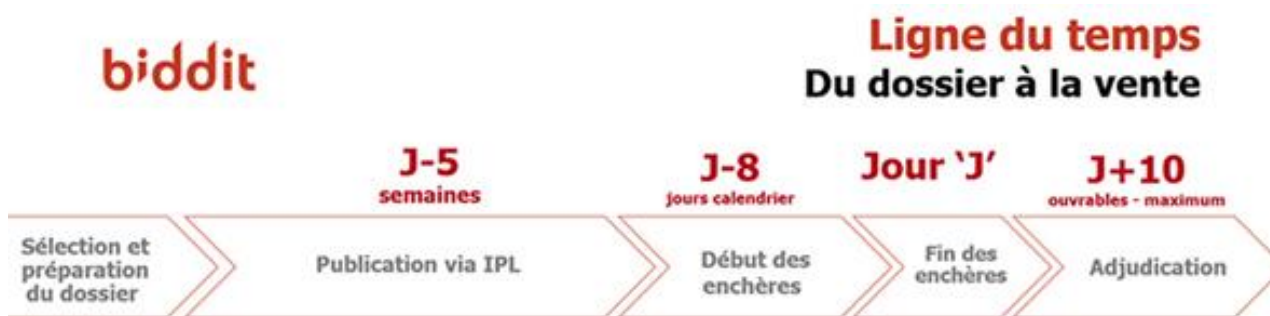 biddit
Ligne du temps
Du dossier à la vente
J-5
semaines
J-8
jours calendrier
Jour ‘J’
J+10
ouvrables - maximum
Sélection et
préparation
du dossier
Publication via IPL
Début des
enchères
Fin des
enchères
Adjudication